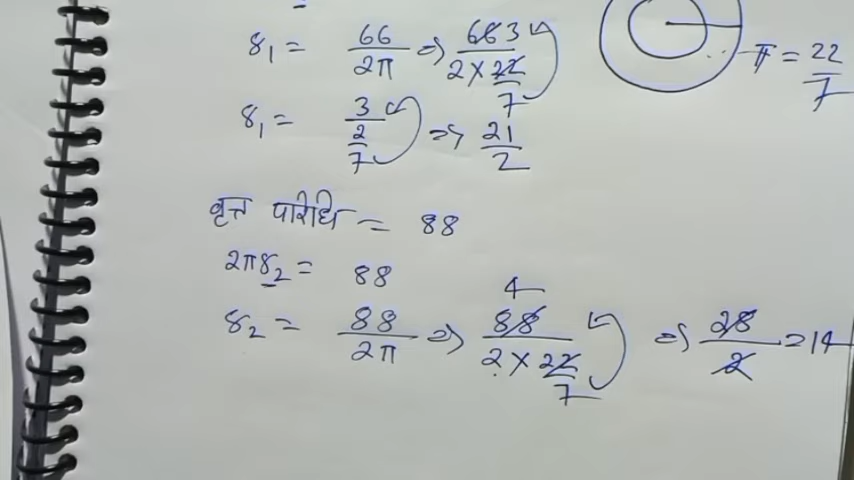 r₁ = 66/2π ⇒ 66 3/2×22/7
π = 22/7
r₁ = 3/2/7 ⇒ 21/2
वृत्त परिधि = 88
2πr₂ = 88
4
r₂ = 88/2π ⇒ 88/2×22/7 ⇒ 28/2 = 14